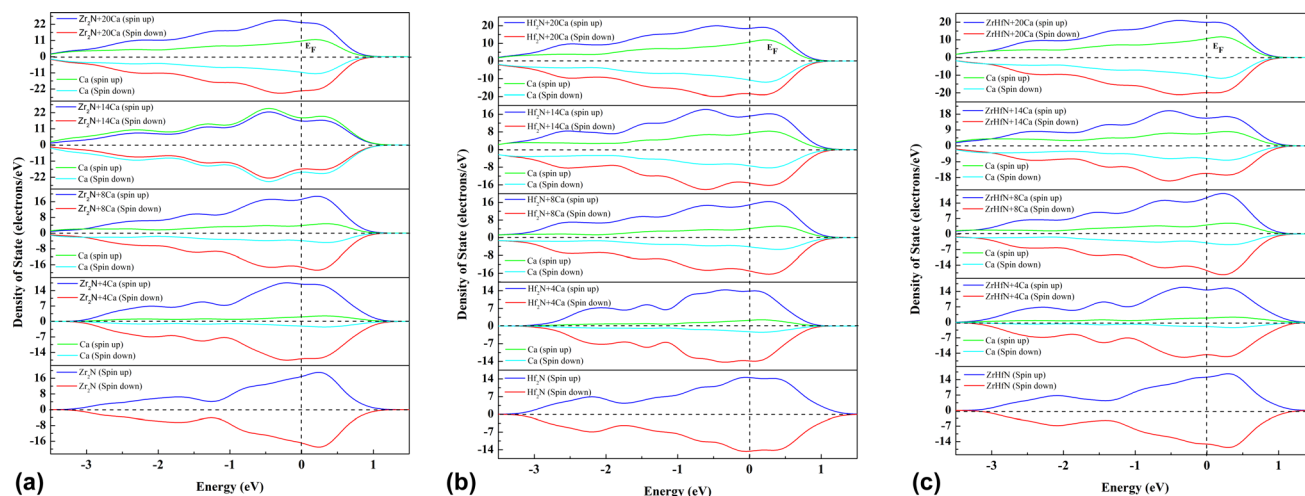 Density of State (electrons/eV)
Zr2N+20Ca (spin up)
Zr2N+20Ca (Spin down)
EF
Ca (spin up)
Ca (Spin down)
22
11
0
-11
-22
Zr2N+14Ca (spin up)
Zr2N+14Ca (Spin down)
Ca (spin up)
Ca (Spin down)
22
11
0
-11
-22
Zr2N+8Ca (spin up)
Zr2N+8Ca (Spin down)
Ca (spin up)
Ca (Spin down)
16
8
0
-8
-16
Zr2N+4Ca (spin up)
Zr2N+4Ca (Spin down)
Ca (spin up)
Ca (Spin down)
14
7
0
-7
-14
Zr2N (Spin up)
Zr2N (Spin down)
16
8
0
-8
-16
-3 -2 -1 0 1
Energy (eV)
(a)
Density of State (electrons/eV)
Hf2N+20Ca (spin up)
Hf2N+20Ca (Spin down)
EF
Ca (spin up)
Ca (Spin down)
20
10
0
-10
-20
Hf2N+14Ca (spin up)
Hf2N+14Ca (Spin down)
Ca (spin up)
Ca (Spin down)
16
8
0
-8
-16
Hf2N+8Ca (spin up)
Hf2N+8Ca (Spin down)
Ca (spin up)
Ca (Spin down)
16
8
0
-8
-16
Hf2N+4Ca (spin up)
Hf2N+4Ca (Spin down)
Ca (spin up)
Ca (Spin down)
14
7
0
-7
-14
Hf2N (Spin up)
Hf2N (Spin down)
14
7
0
-7
-14
-3 -2 -1 0 1
Energy (eV)
(b)
Density of State (electrons/eV)
ZrHfN+20Ca (spin up)
ZrHfN+20Ca (Spin down)
EF
Ca (spin up)
Ca (Spin down)
20
10
0
-10
-20
ZrHfN+14Ca (spin up)
ZrHfN+14Ca (Spin down)
Ca (spin up)
Ca (Spin down)
18
9
0
-9
-18
ZrHfN+8Ca (spin up)
ZrHfN+8Ca (Spin down)
Ca (spin up)
Ca (Spin down)
14
7
0
-7
-14
ZrHfN+4Ca (spin up)
ZrHfN+4Ca (Spin down)
Ca (spin up)
Ca (Spin down)
14
7
0
-7
-14
ZrHfN (Spin up)
ZrHfN (Spin down)
14
7
0
-7
-14
-3 -2 -1 0 1
Energy (eV)
(c)